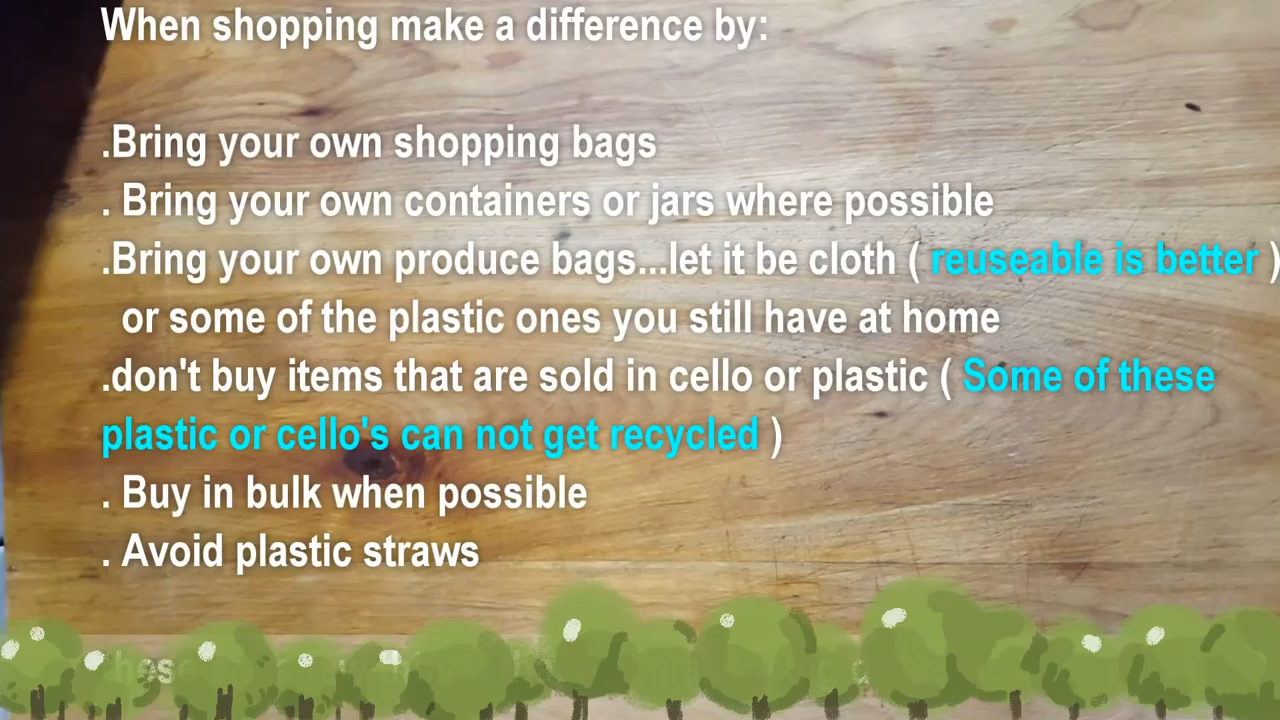 When shopping make a difference by:
.Bring your own shopping bags
. Bring your own containers or jars where possible
.Bring your own produce bags...let it be cloth ( reuseable is better )
or some of the plastic ones you still have at home
.don't buy items that are sold in cello or plastic ( Some of these
plastic or cello's can not get recycled )
. Buy in bulk when possible
. Avoid plastic straws